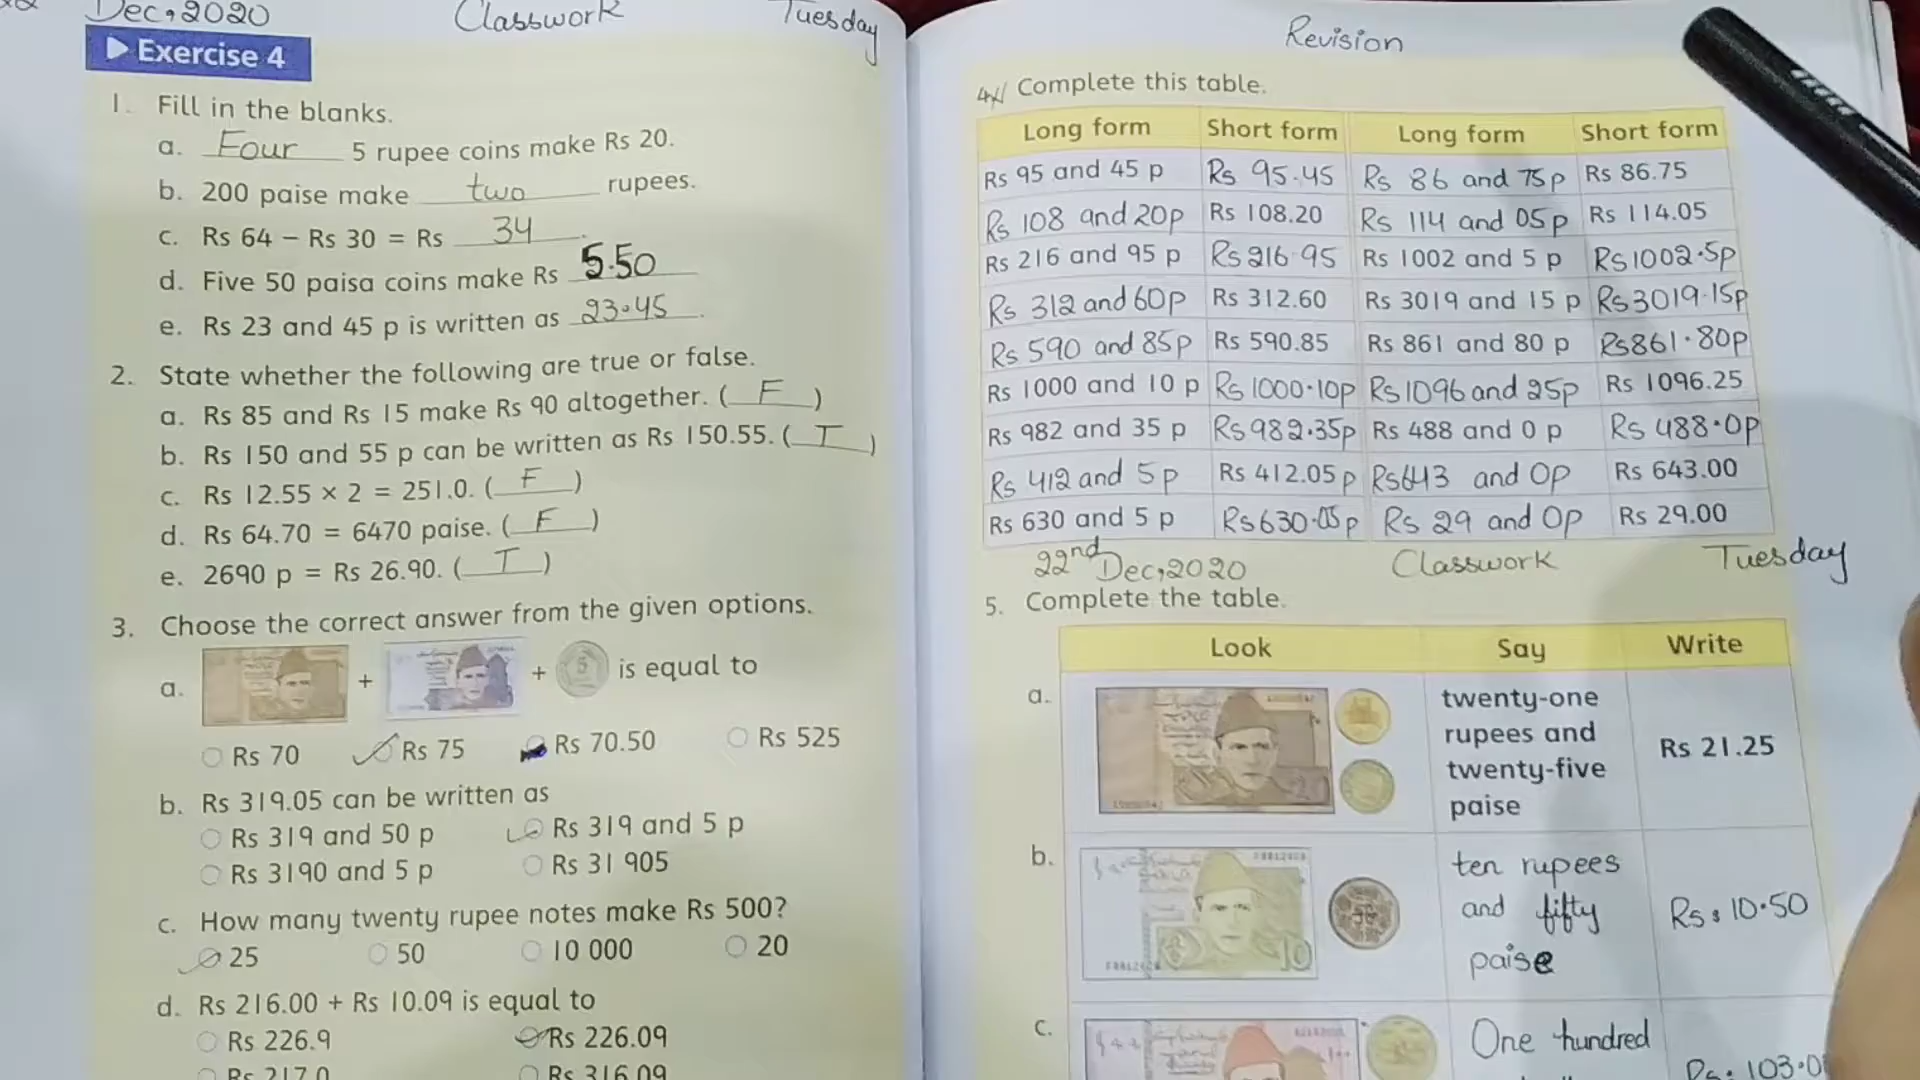 Dec, 2020 Classwork Tuesday
Exercise 4
1. Fill in the blanks.
a. Four 5 rupee coins make Rs 20.
b. 200 paise make two rupees.
c. Rs 64 – Rs 30 = Rs 34.
d. Five 50 paisa coins make Rs 5.50
e. Rs 23 and 45 p is written as 23.45.
2. State whether the following are true or false.
a. Rs 85 and Rs 15 make Rs 90 altogether. ( F )
b. Rs 150 and 55 p can be written as Rs 150.55. ( T )
c. Rs 12.55 × 2 = 251.0. ( F )
d. Rs 64.70 = 6470 paise. ( F )
e. 2690 p = Rs 26.90. ( T )
3. Choose the correct answer from the given options.
a. + + 5 is equal to
Rs 70 Rs 75 Rs 70.50 Rs 525
b. Rs 319.05 can be written as
Rs 319 and 50 p Rs 319 and 5 p
Rs 3190 and 5 p Rs 31 905
c. How many twenty rupee notes make Rs 500?
25 50 10 000 20
d. Rs 216.00 + Rs 10.09 is equal to
Rs 226.9 Rs 226.09
Rs 217.0 Rs 316.09
Revision
4. Complete this table.
Long form Short form Long form Short form
Rs 95 and 45 p Rs 95.45 Rs 86 and 75p Rs 86.75
Rs 108 and 20p Rs 108.20 Rs 114 and 05p Rs 114.05
Rs 216 and 95 p Rs 216.95 Rs 1002 and 5 p Rs 1002.5p
Rs 312 and 60p Rs 312.60 Rs 3019 and 15 p Rs 3019.15p
Rs 590 and 85p Rs 590.85 Rs 861 and 80 p Rs 861.80p
Rs 1000 and 10 p Rs 1000.10p Rs 1096 and 25p Rs 1096.25
Rs 982 and 35 p Rs 982.35p Rs 488 and 0 p Rs 488.0p
Rs 412 and 5p Rs 412.05 p Rs 643 and 0p Rs 643.00
Rs 630 and 5 p Rs 630.05p Rs 29 and 0p Rs 29.00
22nd Dec, 2020 Classwork Tuesday
5. Complete the table.
Look Say Write
a. twenty-one
rupees and
twenty-five
paise
Rs 21.25
b. 10 ten rupees
and fifty
paise
Rs: 10.50
c. One hundred
Rs: 103.0